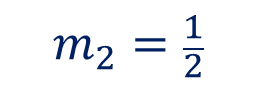 m₂ = 1/2